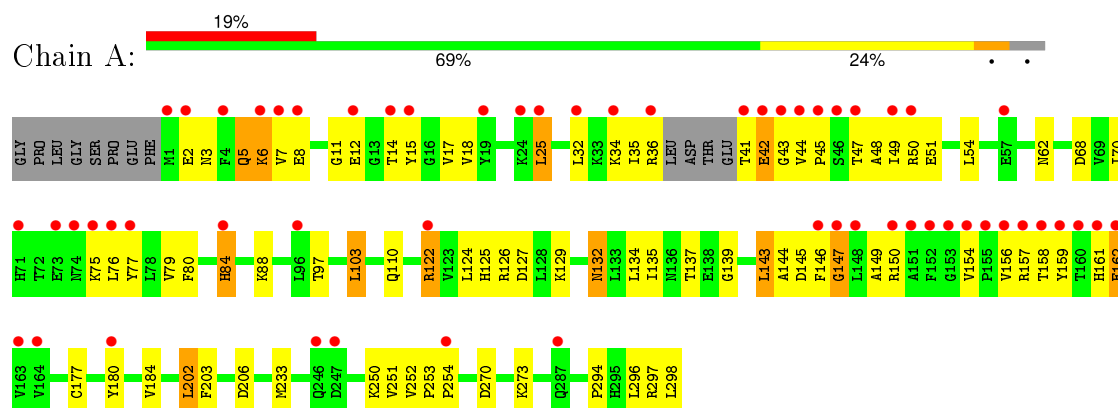 19%
Chain A:
69% 24% • •
GLY PRO LEU GLY SER PRO GLU PHE M1 E2 N3 F4 Q5 K6 V7 E8 G11 E12 G13 T14 Y15 G16 V17 V18 Y19 K24 L25 L32 K33 K34 I35 R36 LEU ASP THR GLU T41 E42 G43 V44 P45 S46 T47 A48 I49 R50 E51 L54 E57 N62 D68 V69 I70
H71 T72 E73 N74 K75 L76 Y77 L78 V79 F80 H84 K88 L96 T97 L103 Q110 R122 V123 L124 H125 R126 D127 L128 K129 N132 L133 L134 I135 N136 T137 E138 G139 L143 A144 D145 F146 G147 L148 A149 R150 A151 F152 G153 V154 P155 V156 R157 T158 Y159 T160 H161 E162
V163 V164 C177 Y180 V184 L202 F203 D206 M233 Q246 D247 K250 V251 V252 P253 P254 D270 K273 Q287 P294 H295 L296 R297 L298